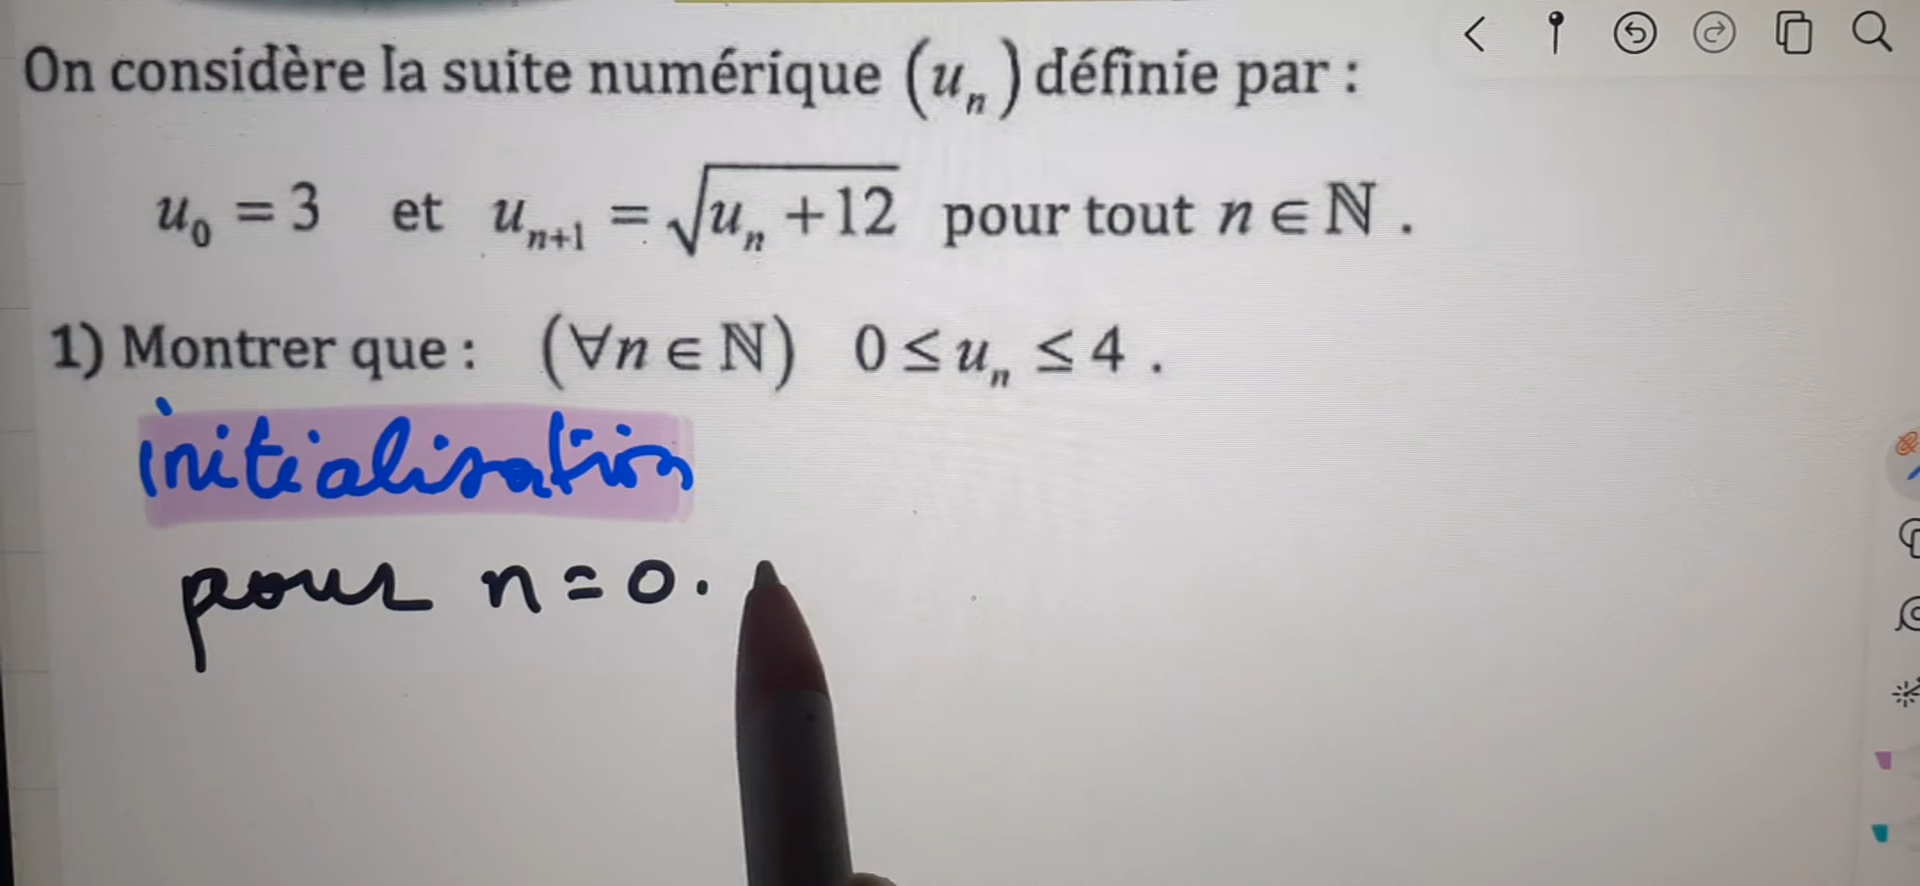 On considère la suite numérique (uₙ) définie par :
u₀ = 3 et uₙ₊₁ = √(uₙ + 12) pour tout n ∈ ℕ .
1) Montrer que : (∀n ∈ ℕ) 0 ≤ uₙ ≤ 4 .
initialisation
pour n = 0.